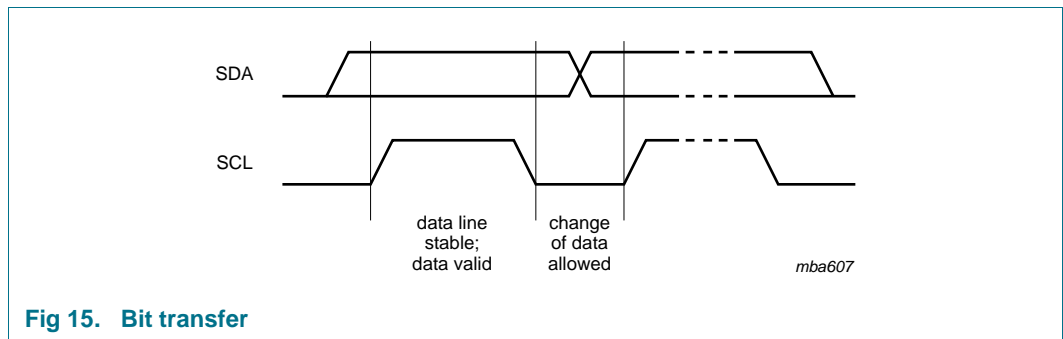 SDA
SCL
data line
stable;
data valid
change
of data
allowed
mba607
Fig 15. Bit transfer